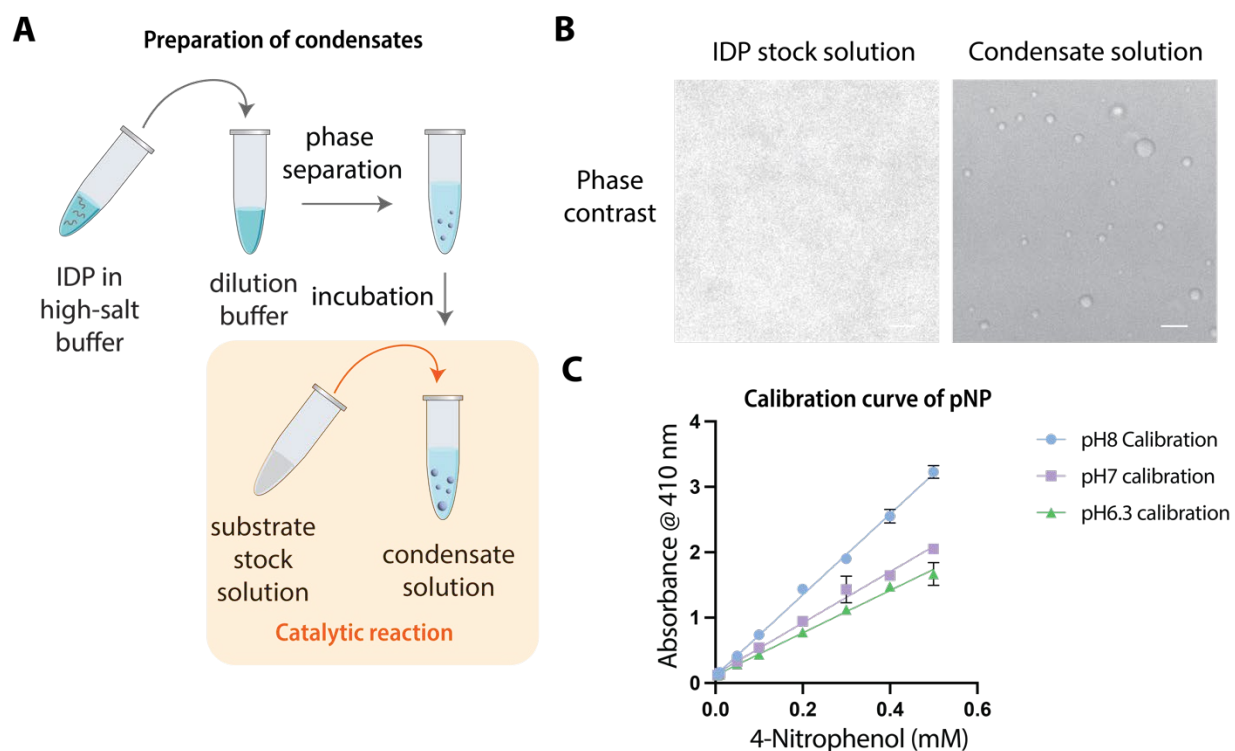 A
Preparation of condensates
phase
separation
IDP in
high-salt
buffer
dilution
buffer
incubation
substrate
stock
solution
condensate
solution
Catalytic reaction
B
IDP stock solution
Condensate solution
Phase
contrast
C
Calibration curve of pNP
Absorbance @ 410 nm
4
3
2
1
0
0.0
0.2
0.4
0.6
4-Nitrophenol (mM)
pH8 Calibration
pH7 calibration
pH6.3 calibration